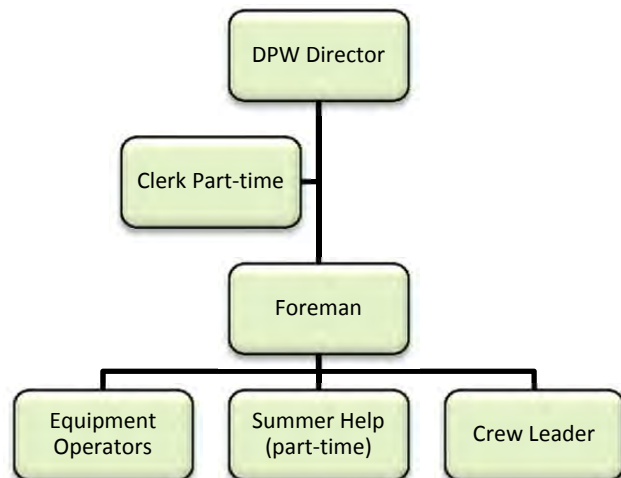 DPW Director
Clerk Part-time
Foreman
Equipment
Operators
Summer Help
(part-time)
Crew Leader